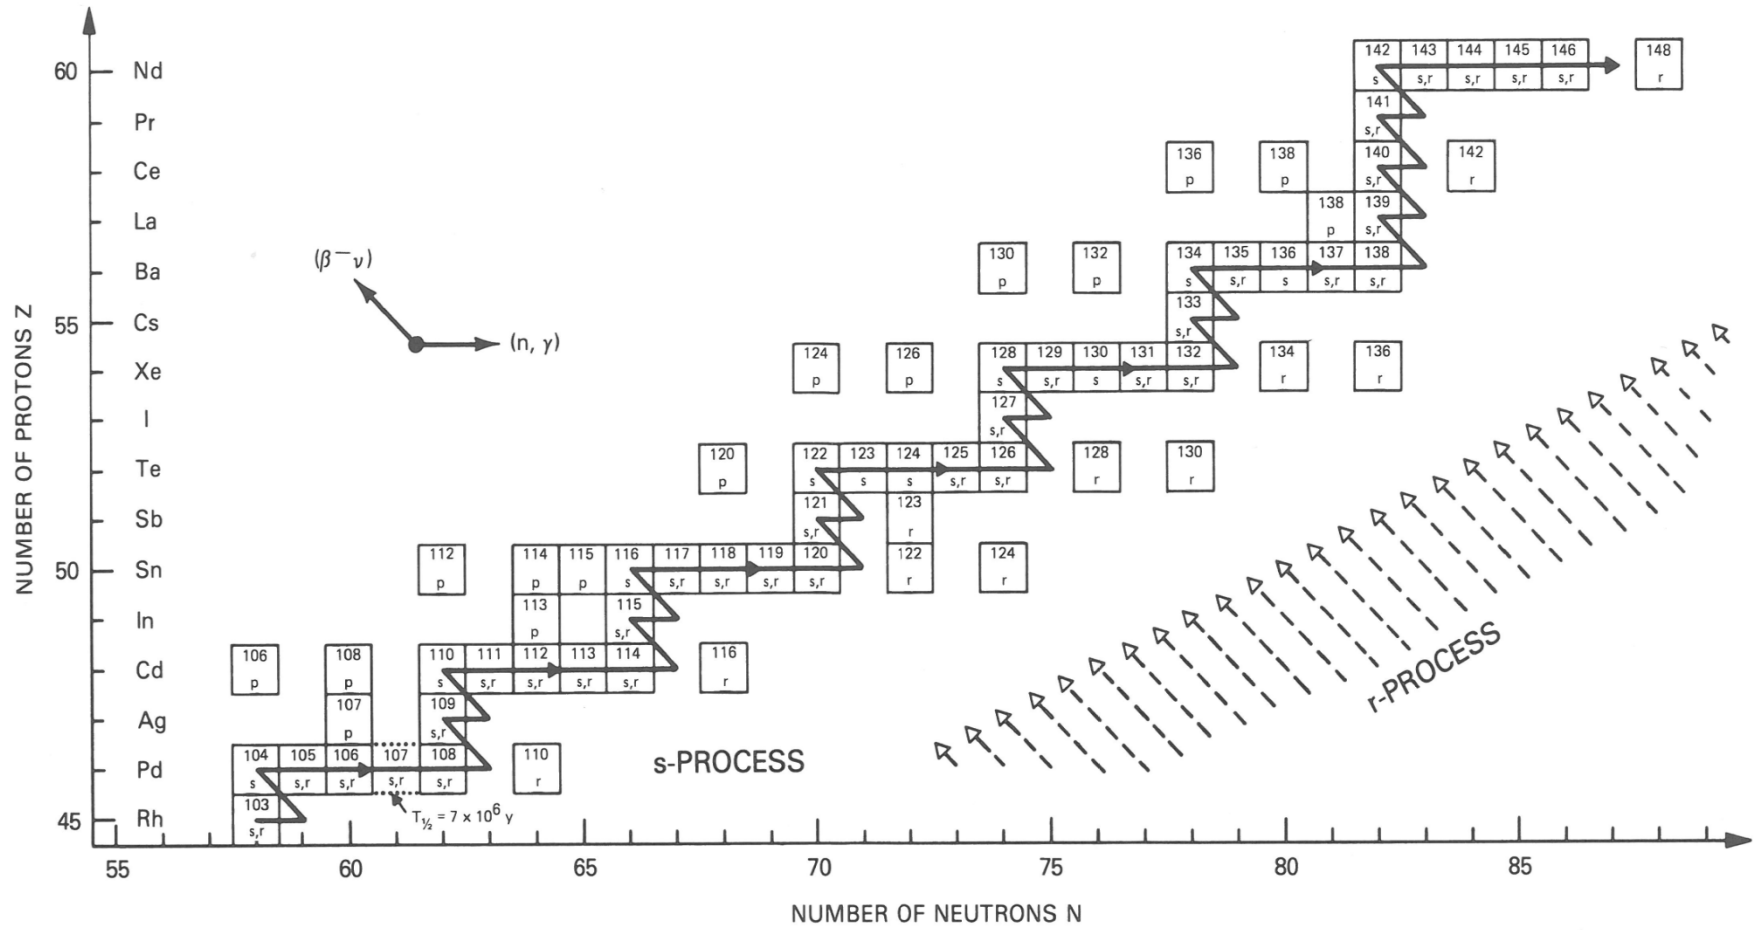 60 Nd
142 143 144 145 146 148
s s,r s,r s,r s,r r
Pr
141
s,r
Ce
136 138 140 142
p p s,r r
La
138 139
p s,r
(β⁻ν)
Ba
130 132 134 135 136 137 138
p p s s,r s s,r s,r
55 Cs
133
s,r
(n, γ)
Xe
124 126 128 129 130 131 132 134 136
p p s s,r s s,r s,r r r
I
127
s,r
Te
120 122 123 124 125 126 128 130
p s s s s,r s,r r r
Sb
121 123
s,r r
50 Sn
112 114 115 116 117 118 119 120 122 124
p p p s s,r s,r s,r s,r r r
In
113 115
p s,r
Cd
106 108 110 111 112 113 114 116
p p s s,r s,r s,r s,r r
Ag
107 109
p s,r
Pd
104 105 106 107 108 110
s s,r s,r s,r s,r r
45 Rh
103
s,r
T½ = 7 × 10⁶ y
s-PROCESS
r-PROCESS
NUMBER OF PROTONS Z
55 60 65 70 75 80 85
NUMBER OF NEUTRONS N